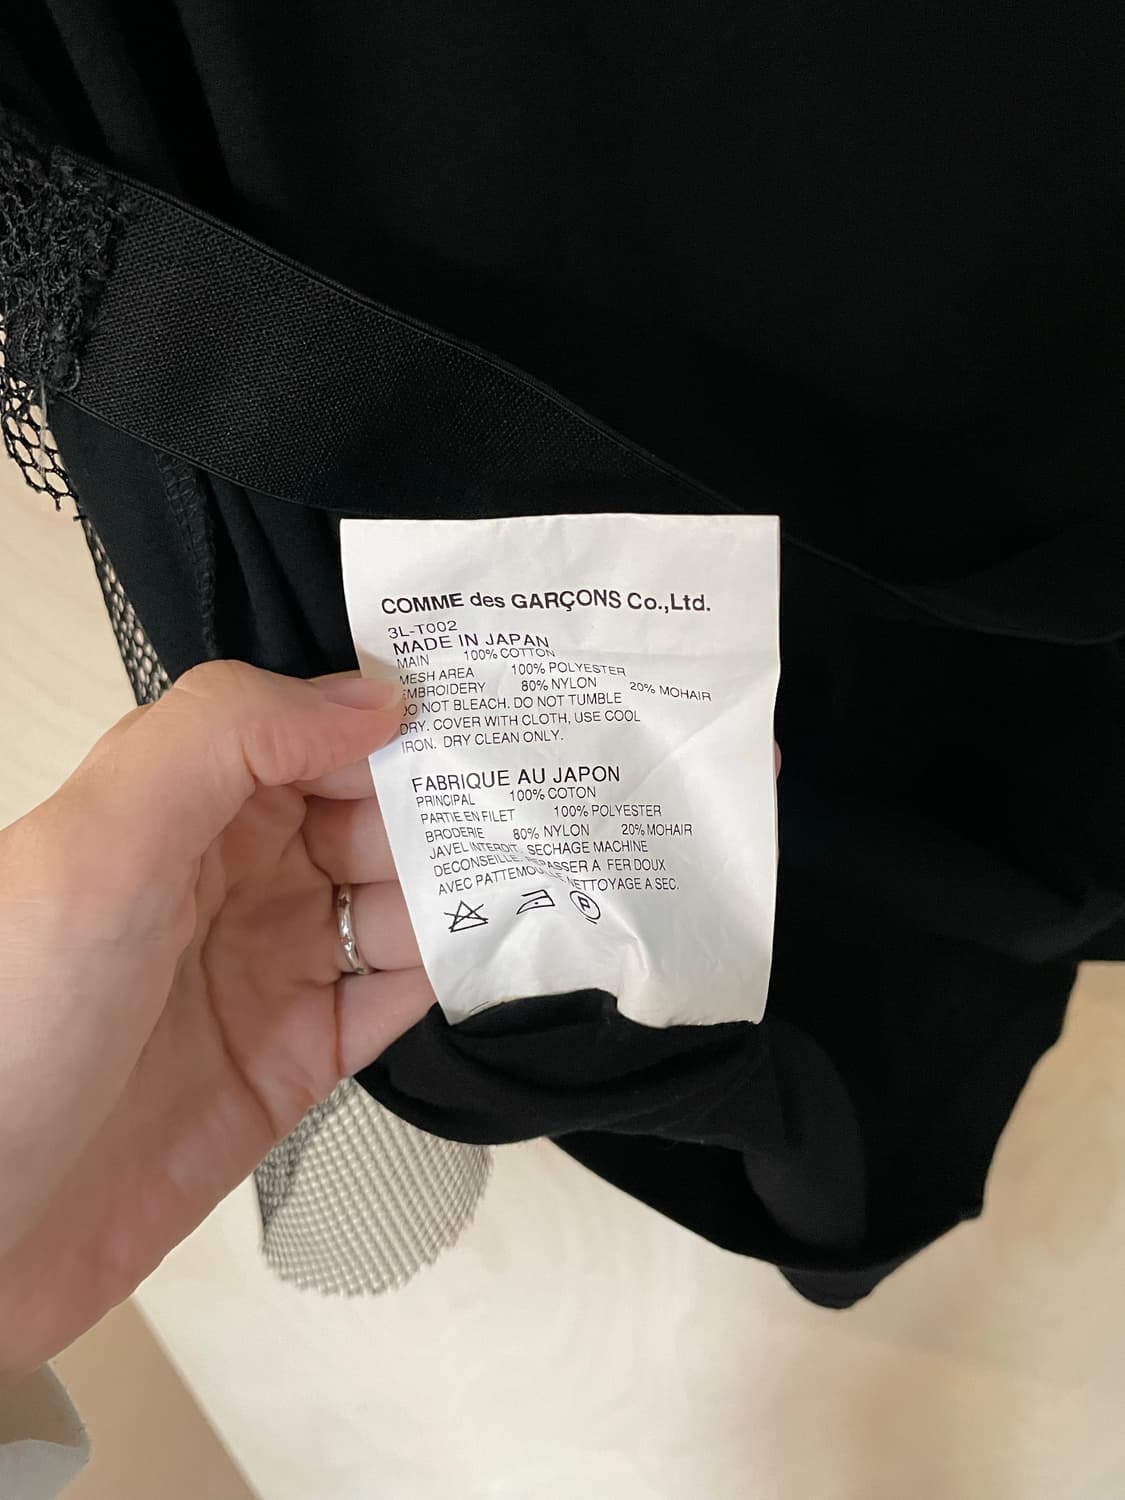 COMME des GARÇONS Co.,Ltd.
3L-T002
MADE IN JAPAN
MAIN 100% COTTON
MESH AREA 100% POLYESTER
EMBROIDERY 80% NYLON 20% MOHAIR
DO NOT BLEACH. DO NOT TUMBLE
DRY. COVER WITH CLOTH, USE COOL
IRON. DRY CLEAN ONLY.
FABRIQUE AU JAPON
PRINCIPAL 100% COTON
PARTIE EN FILET 100% POLYESTER
BRODERIE 80% NYLON 20% MOHAIR
JAVEL INTERDIT. SECHAGE MACHINE
DECONSEILLE. REPASSER A FER DOUX
AVEC PATTEMOUILLE NETTOYAGE A SEC.
P